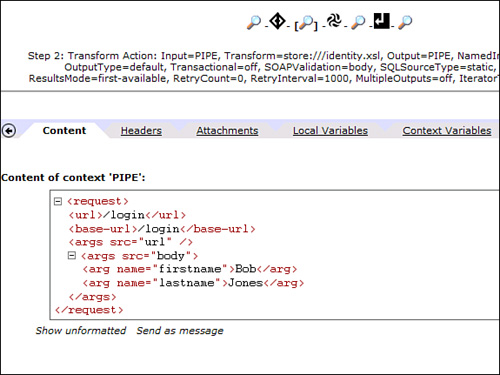 Step 2: Transform Action: Input=PIPE, Transform=store:///identity.xsl, Output=PIPE, NamedIn
OutputType=default, Transactional=off, SOAPValidation=body, SQLSourceType=static,
ResultsMode=first-available, RetryCount=0, RetryInterval=1000, MultipleOutputs=off, IteratorT
Content Headers Attachments Local Variables Context Variables
Content of context 'PIPE':
<request>
<url>/login</url>
<base-url>/login</base-url>
<args src="url" />
<args src="body">
<arg name="firstname">Bob</arg>
<arg name="lastname">Jones</arg>
</args>
</request>
Show unformatted Send as message